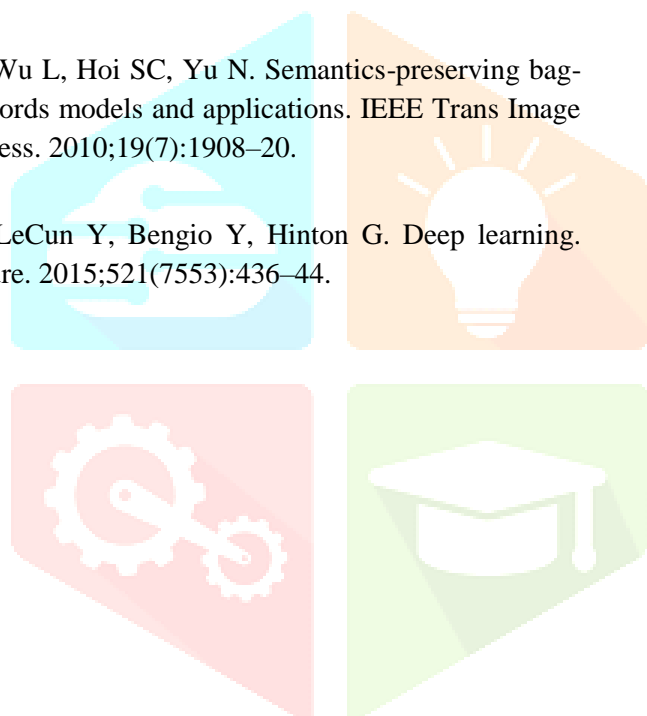 Wu L, Hoi SC, Yu N. Semantics-preserving bag-
ords models and applications. IEEE Trans Image
ess. 2010;19(7):1908–20.
LeCun Y, Bengio Y, Hinton G. Deep learning.
re. 2015;521(7553):436–44.